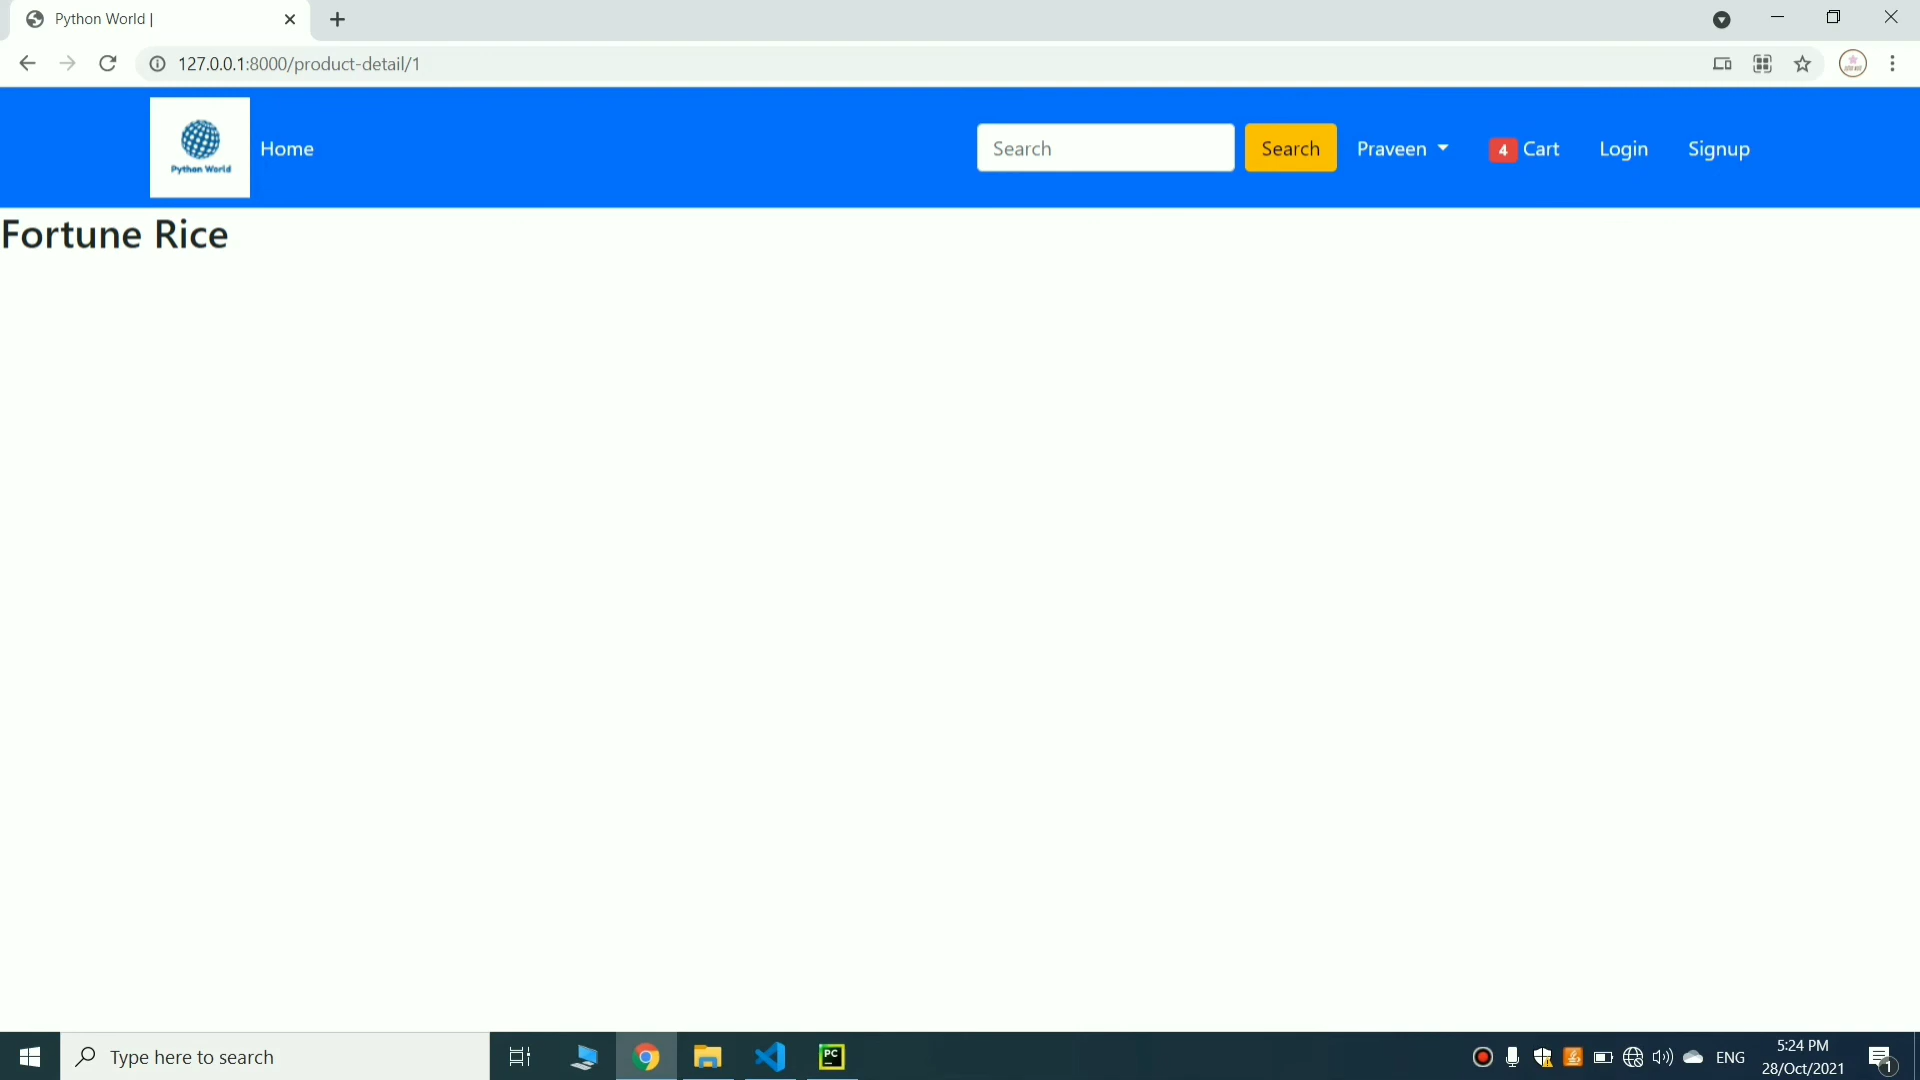 Python World |
127.0.0.1:8000/product-detail/1
Python World
Home
Search
Search
Praveen
4 Cart
Login
Signup
Fortune Rice
Type here to search
PC
ENG
5:24 PM
28/Oct/2021
1